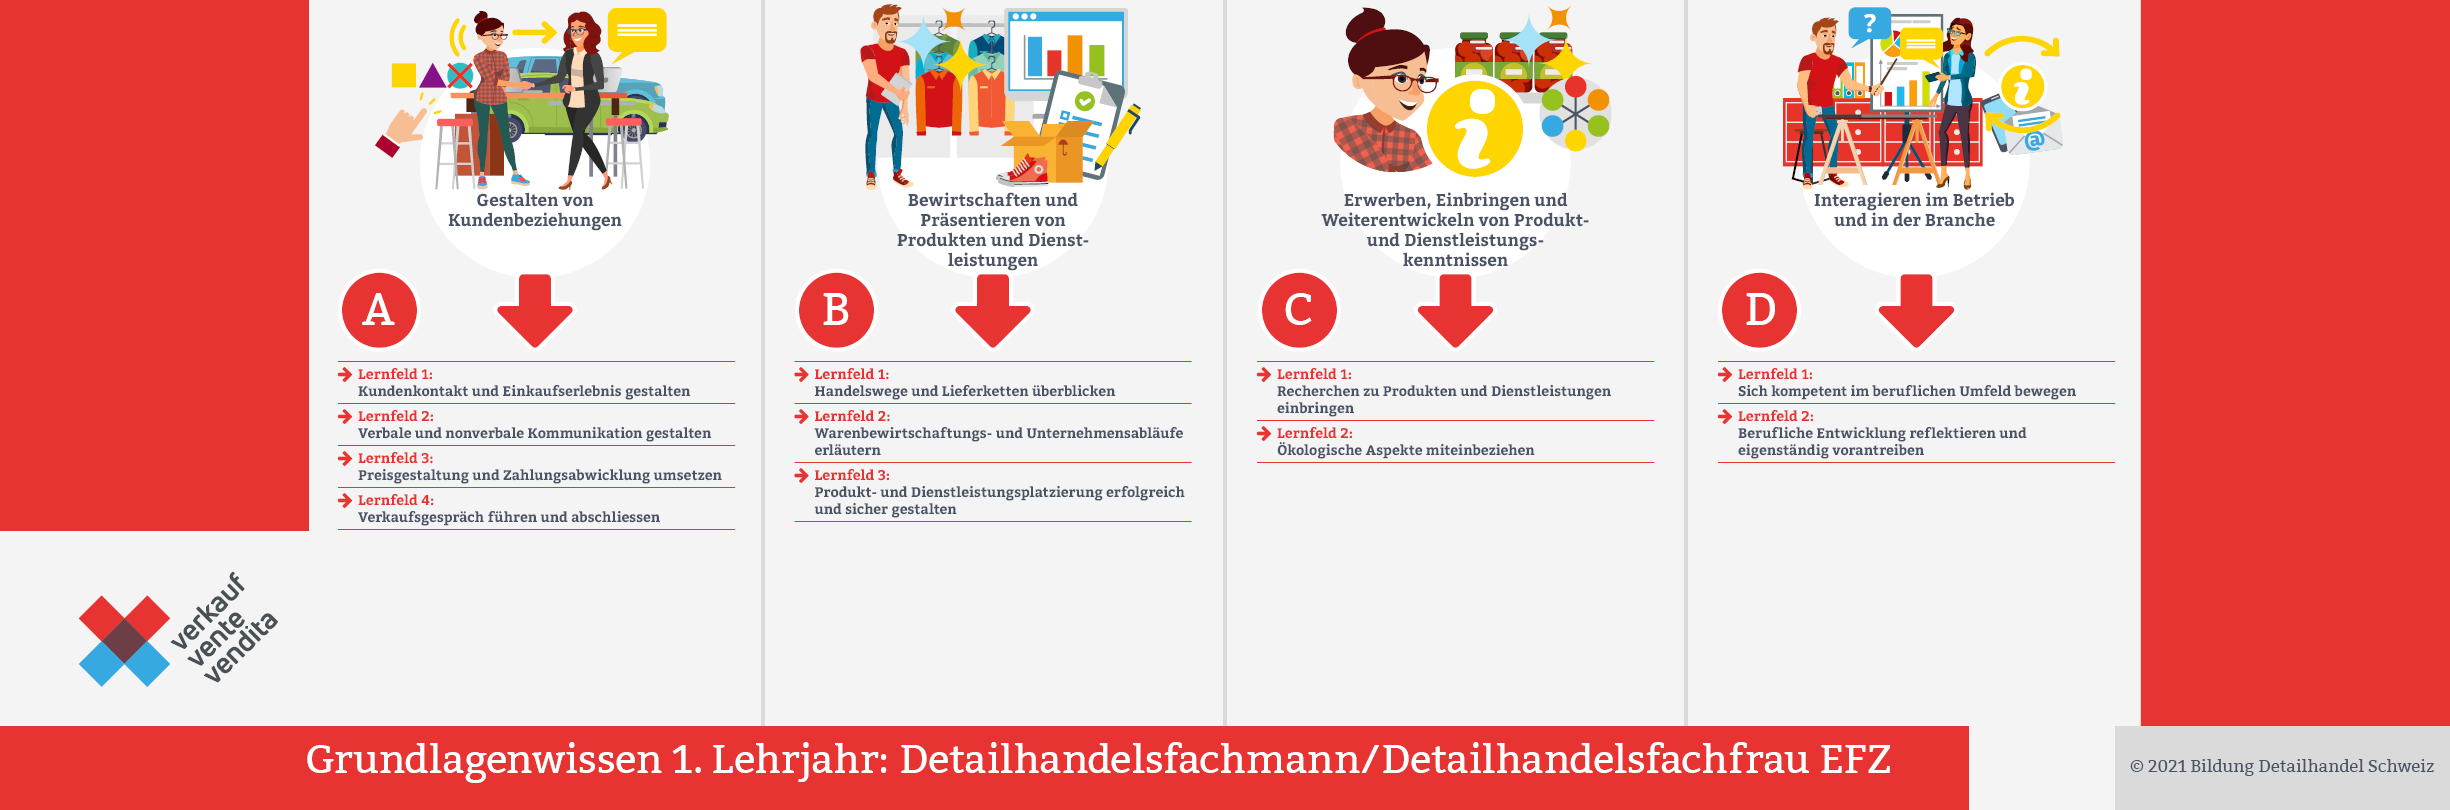 Gestalten von
Kundenbeziehungen
A
Lernfeld 1:
Kundenkontakt und Einkaufserlebnis gestalten
Lernfeld 2:
Verbale und nonverbale Kommunikation gestalten
Lernfeld 3:
Preisgestaltung und Zahlungsabwicklung umsetzen
Lernfeld 4:
Verkaufsgespräch führen und abschliessen
Bewirtschaften und
Präsentieren von
Produkten und Dienst-
leistungen
B
Lernfeld 1:
Handelswege und Lieferketten überblicken
Lernfeld 2:
Warenbewirtschaftungs- und Unternehmensabläufe
erläutern
Lernfeld 3:
Produkt- und Dienstleistungsplatzierung erfolgreich
und sicher gestalten
i
Erwerben, Einbringen und
Weiterentwickeln von Produkt-
und Dienstleistungs-
kenntnissen
C
Lernfeld 1:
Recherchen zu Produkten und Dienstleistungen
einbringen
Lernfeld 2:
Ökologische Aspekte miteinbeziehen
?
i
@
Interagieren im Betrieb
und in der Branche
D
Lernfeld 1:
Sich kompetent im beruflichen Umfeld bewegen
Lernfeld 2:
Berufliche Entwicklung reflektieren und
eigenständig vorantreiben
verkauf
vente
vendita
Grundlagenwissen 1. Lehrjahr: Detailhandelsfachmann/Detailhandelsfachfrau EFZ
© 2021 Bildung Detailhandel Schweiz